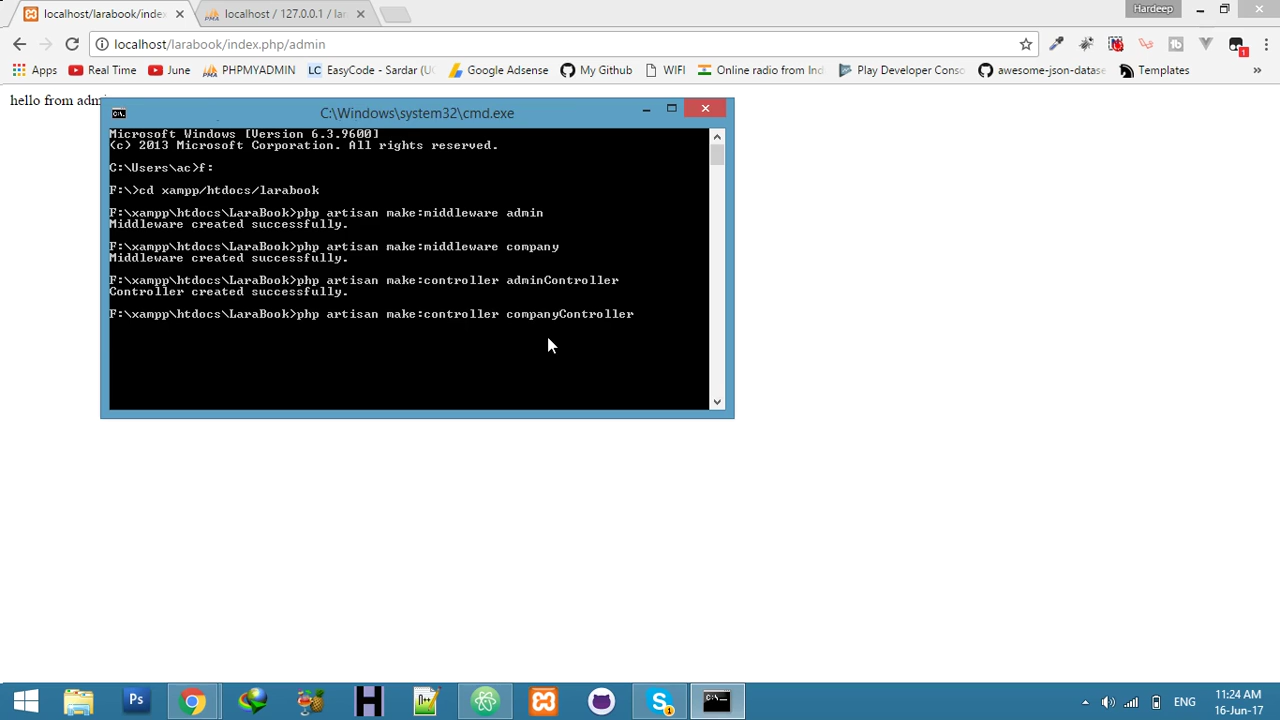 localhost/larabook/inde
localhost / 127.0.0.1 / lar
Hardeep
localhost/larabook/index.php/admin
Apps
Real Time
June
PHPMYADMIN
EasyCode - Sardar (UC
Google Adsense
My Github
WIFI
Online radio from Ind
Play Developer Conso
awesome-json-datase
Templates
»
hello from adm
C:\Windows\system32\cmd.exe
Microsoft Windows [Version 6.3.9600]
(c) 2013 Microsoft Corporation. All rights reserved.
C:\Users\ac>f:
F:\>cd xampp/htdocs/larabook
F:\xampp\htdocs\LaraBook>php artisan make:middleware admin
Middleware created successfully.
F:\xampp\htdocs\LaraBook>php artisan make:middleware company
Middleware created successfully.
F:\xampp\htdocs\LaraBook>php artisan make:controller adminController
Controller created successfully.
F:\xampp\htdocs\LaraBook>php artisan make:controller companyController
ENG
11:24 AM
16-Jun-17